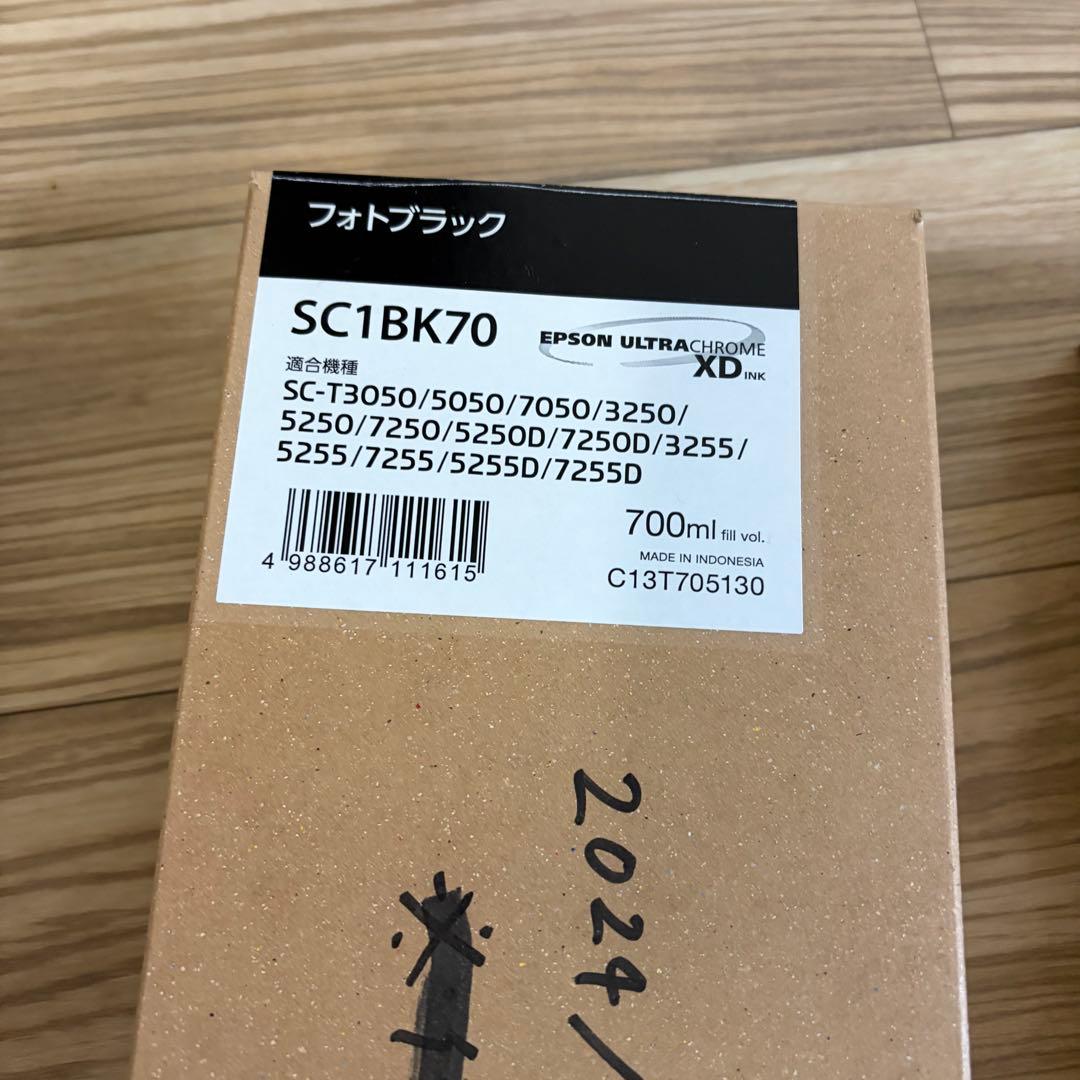 フォトブラック
SC1BK70
EPSON ULTRACHROME
XD INK
適合機種
SC-T3050/5050/7050/3250/
5250/7250/5250D/7250D/3255/
5255/7255/5255D/7255D
700ml fill vol.
MADE IN INDONESIA
4 988617 111615
C13T705130
2024/
※